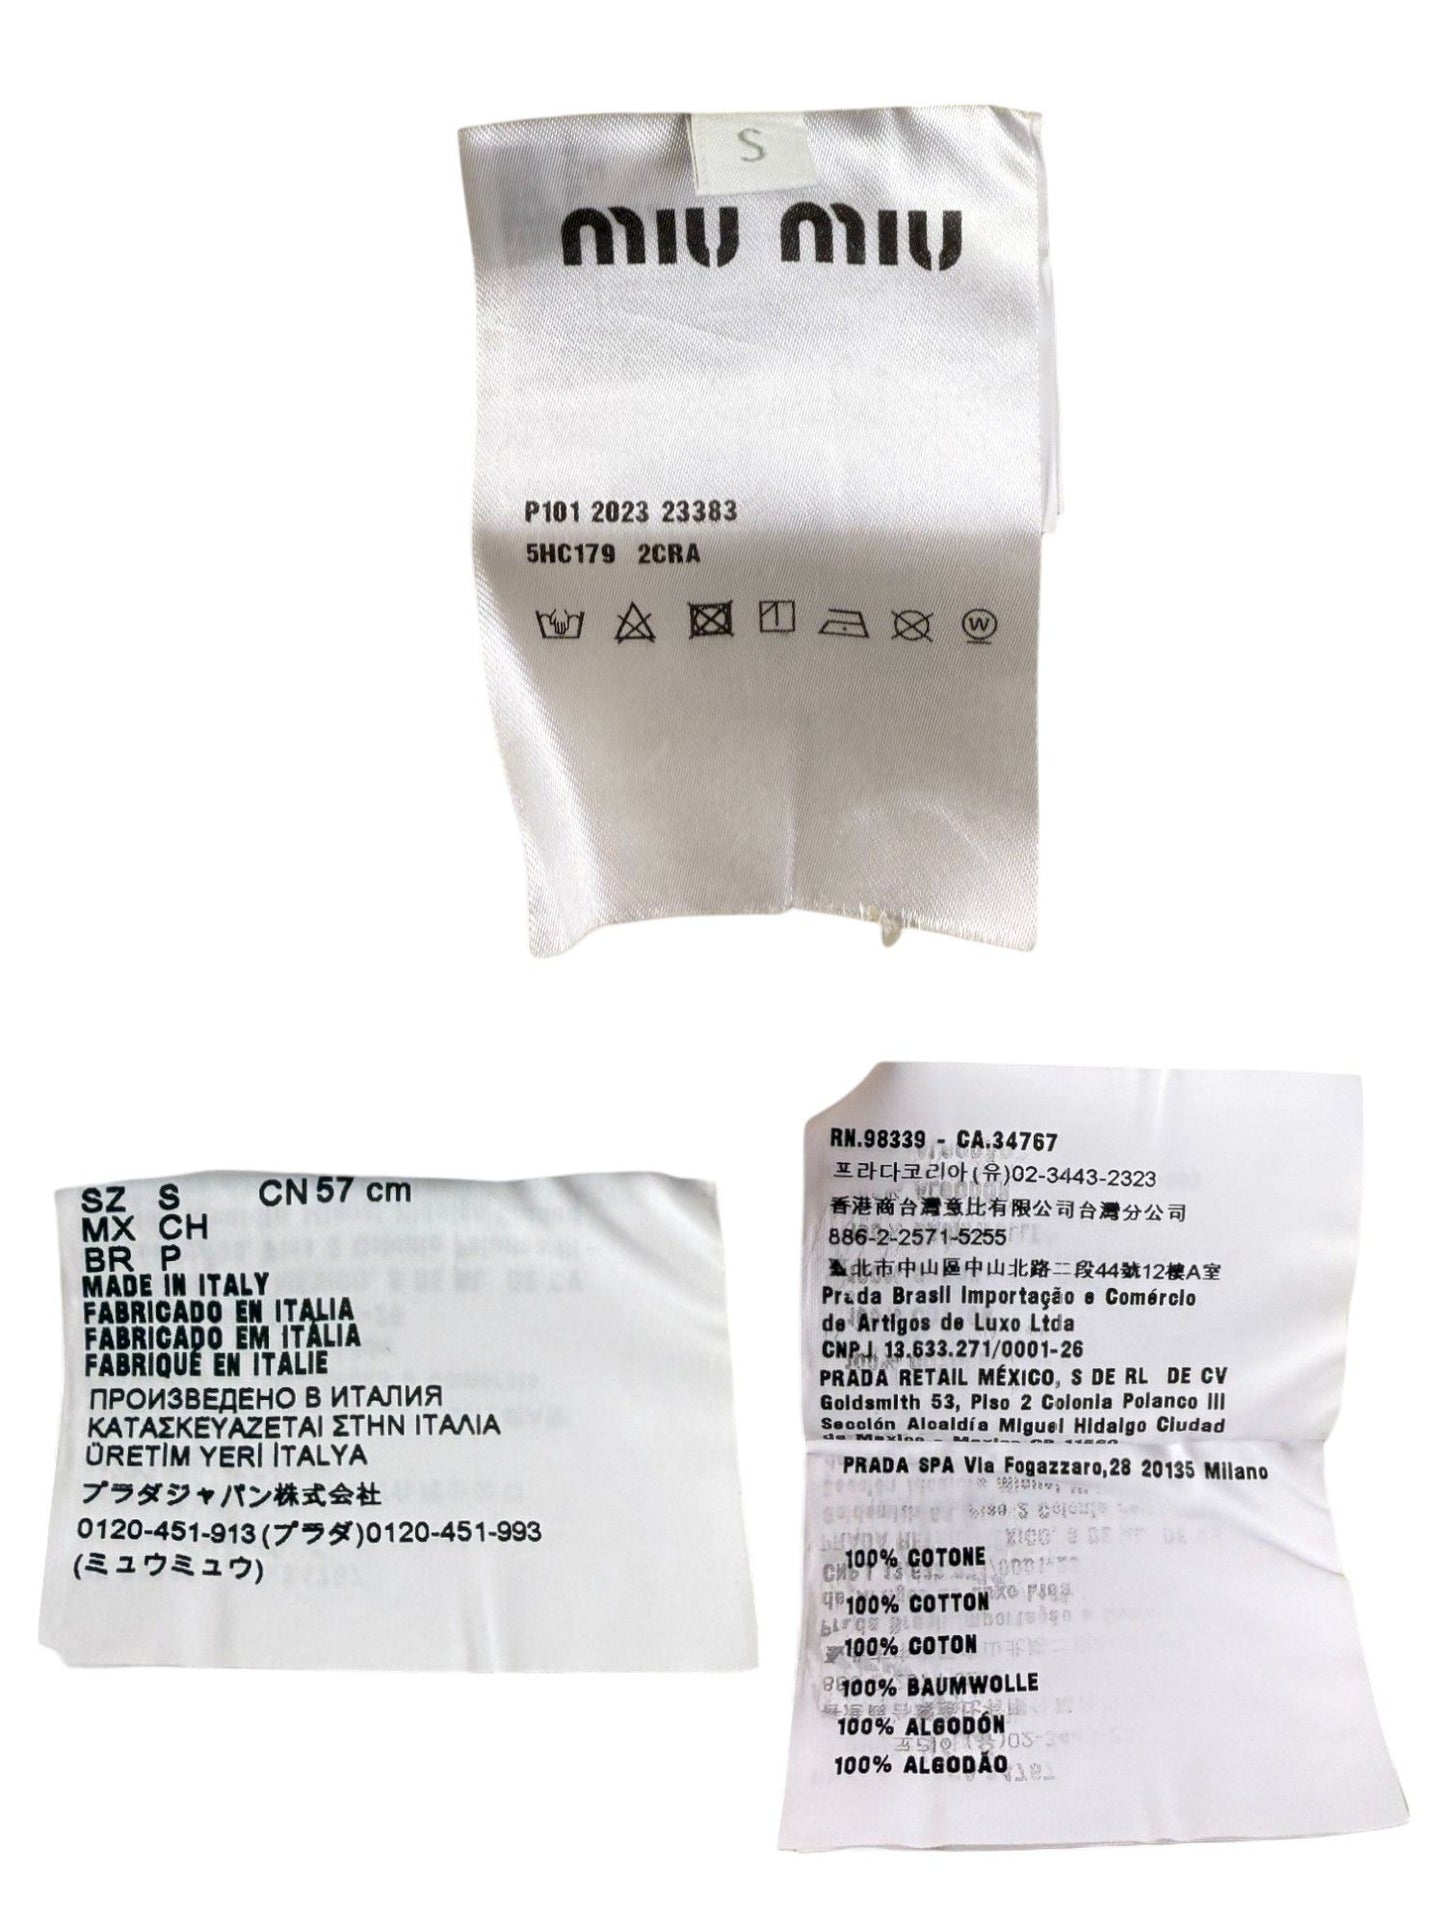 S
miu miu
P101 2023 23383
5HC179 2CRA
W
SZ S CN 57 cm
MX CH
BR P
MADE IN ITALY
FABRICADO EN ITALIA
FABRICADO EM ITÁLIA
FABRIQUÉ EN ITALIE
ПРОИЗВЕДЕНО В ИТАЛИЯ
ΚΑΤΑΣΚΕΥΑΖΕΤΑΙ ΣΤΗΝ ΙΤΑΛΙΑ
ÜRETİM YERİ İTALYA
プラダジャパン株式会社
0120-451-913(プラダ)0120-451-993
(ミュウミュウ)
RN.98339 - CA.34767
프라다코리아(유)02-3443-2323
香港商台灣意比有限公司台灣分公司
886-2-2571-5255
北市中山區中山北路二段44號12樓A室
Prada Brasil Importação e Comércio
de Artigos de Luxo Ltda
CNPJ 13.633.271/0001-26
PRADA RETAIL MÉXICO, S DE RL DE CV
Goldsmith 53, Piso 2 Colonia Polanco III
Sección Alcaldía Miguel Hidalgo Ciudad
PRADA SPA Via Fogazzaro,28 20135 Milano
100% COTONE
100% COTTON
100% COTON
100% BAUMWOLLE
100% ALGODÓN
100% ALGODÃO